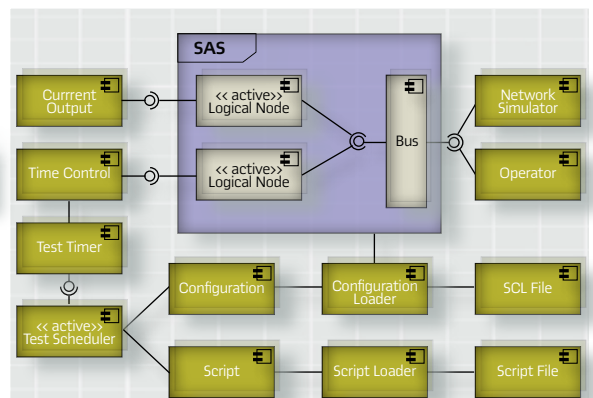 SAS
Currrent
Output
<< active>>
Logical Node
Bus
Network
Simulator
Time Control
<< active>>
Logical Node
Operator
Test Timer
Configuration
Configuration
Loader
SCL File
<< active>>
Test Scheduler
Script
Script Loader
Script File